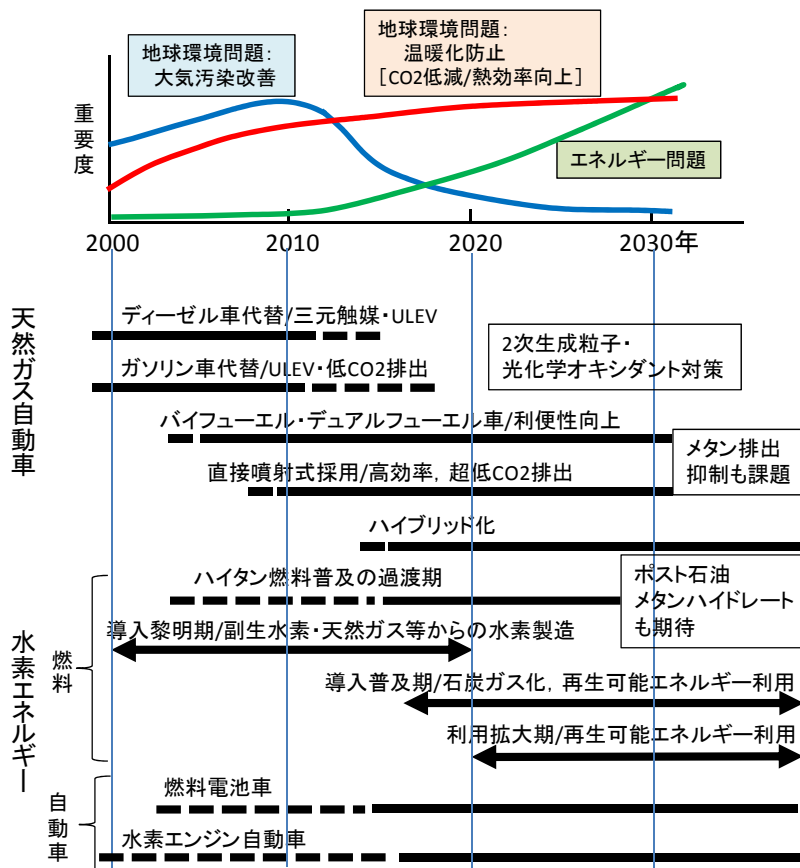 地球環境問題：
大気汚染改善
地球環境問題：
温暖化防止
［CO2低減/熱効率向上］
重要度
エネルギー問題
2000
2010
2020
2030年
天然ガス自動車
ディーゼル車代替/三元触媒・ULEV
ガソリン車代替/ULEV・低CO2排出
2次生成粒子・
光化学オキシダント対策
バイフューエル・デュアルフューエル車/利便性向上
メタン排出
抑制も課題
直接噴射式採用/高効率，超低CO2排出
ハイブリッド化
水素エネルギー
燃料
ハイタン燃料普及の過渡期
ポスト石油
メタンハイドレート
も期待
導入黎明期/副生水素・天然ガス等からの水素製造
導入普及期/石炭ガス化，再生可能エネルギー利用
利用拡大期/再生可能エネルギー利用
自動車
燃料電池車
水素エンジン自動車